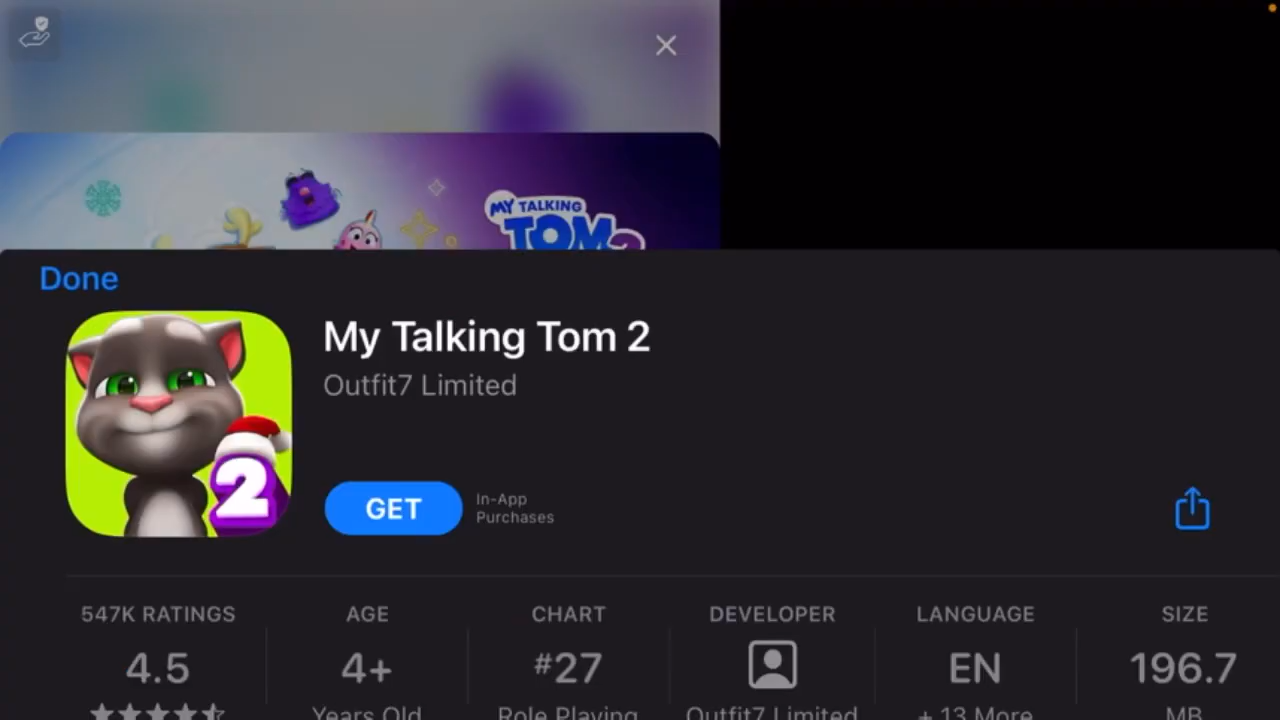 MY TALKING
TOM 2
Done
My Talking Tom 2
Outfit7 Limited
2
GET
In-App
Purchases
547K RATINGS
4.5
AGE
4+
Years Old
CHART
#27
Role Playing
DEVELOPER
Outfit7 Limited
LANGUAGE
EN
+ 13 More
SIZE
196.7
MB